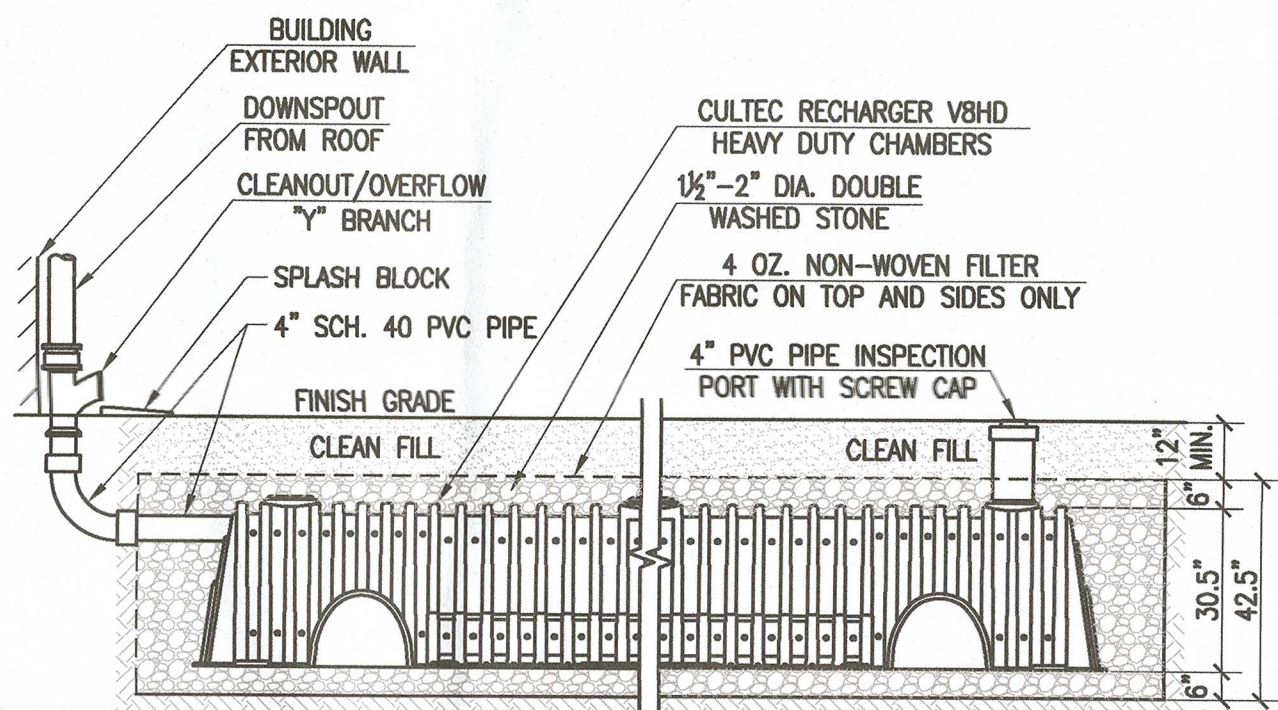 BUILDING
EXTERIOR WALL
DOWNSPOUT
FROM ROOF
CLEANOUT/OVERFLOW
"Y" BRANCH
SPLASH BLOCK
4" SCH. 40 PVC PIPE
CULTEC RECHARGER V8HD
HEAVY DUTY CHAMBERS
1½"-2" DIA. DOUBLE
WASHED STONE
4 OZ. NON-WOVEN FILTER
FABRIC ON TOP AND SIDES ONLY
4" PVC PIPE INSPECTION
PORT WITH SCREW CAP
FINISH GRADE
CLEAN FILL
CLEAN FILL
12"
MIN.
6"
30.5"
42.5"
6"